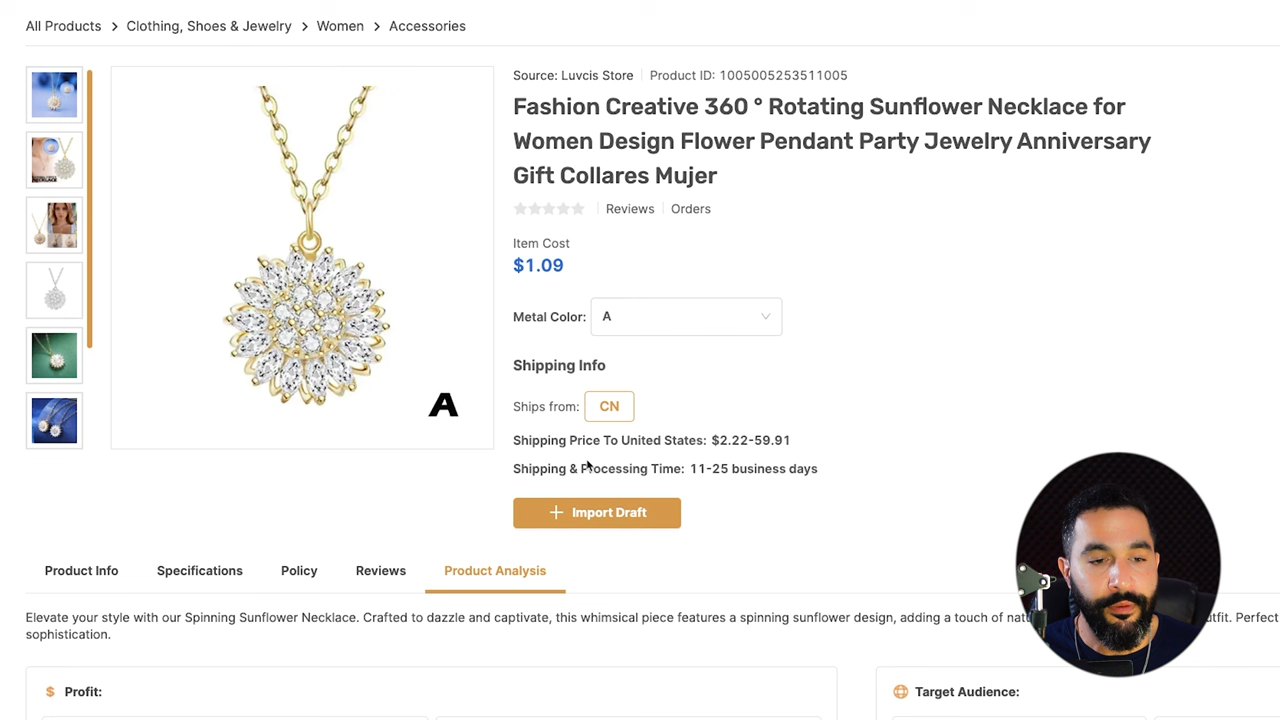 All Products > Clothing, Shoes & Jewelry > Women > Accessories
Source: Luvcis Store | Product ID: 1005005253511005
Fashion Creative 360 ° Rotating Sunflower Necklace for
Women Design Flower Pendant Party Jewelry Anniversary
Gift Collares Mujer
Reviews | Orders
Item Cost
$1.09
Metal Color: A
A
Shipping Info
Ships from: CN
Shipping Price To United States: $2.22-59.91
Shipping & Processing Time: 11-25 business days
+ Import Draft
Product Info Specifications Policy Reviews Product Analysis
Elevate your style with our Spinning Sunflower Necklace. Crafted to dazzle and captivate, this whimsical piece features a spinning sunflower design, adding a touch of Perfect
sophistication.
$ Profit:
Target Audience: